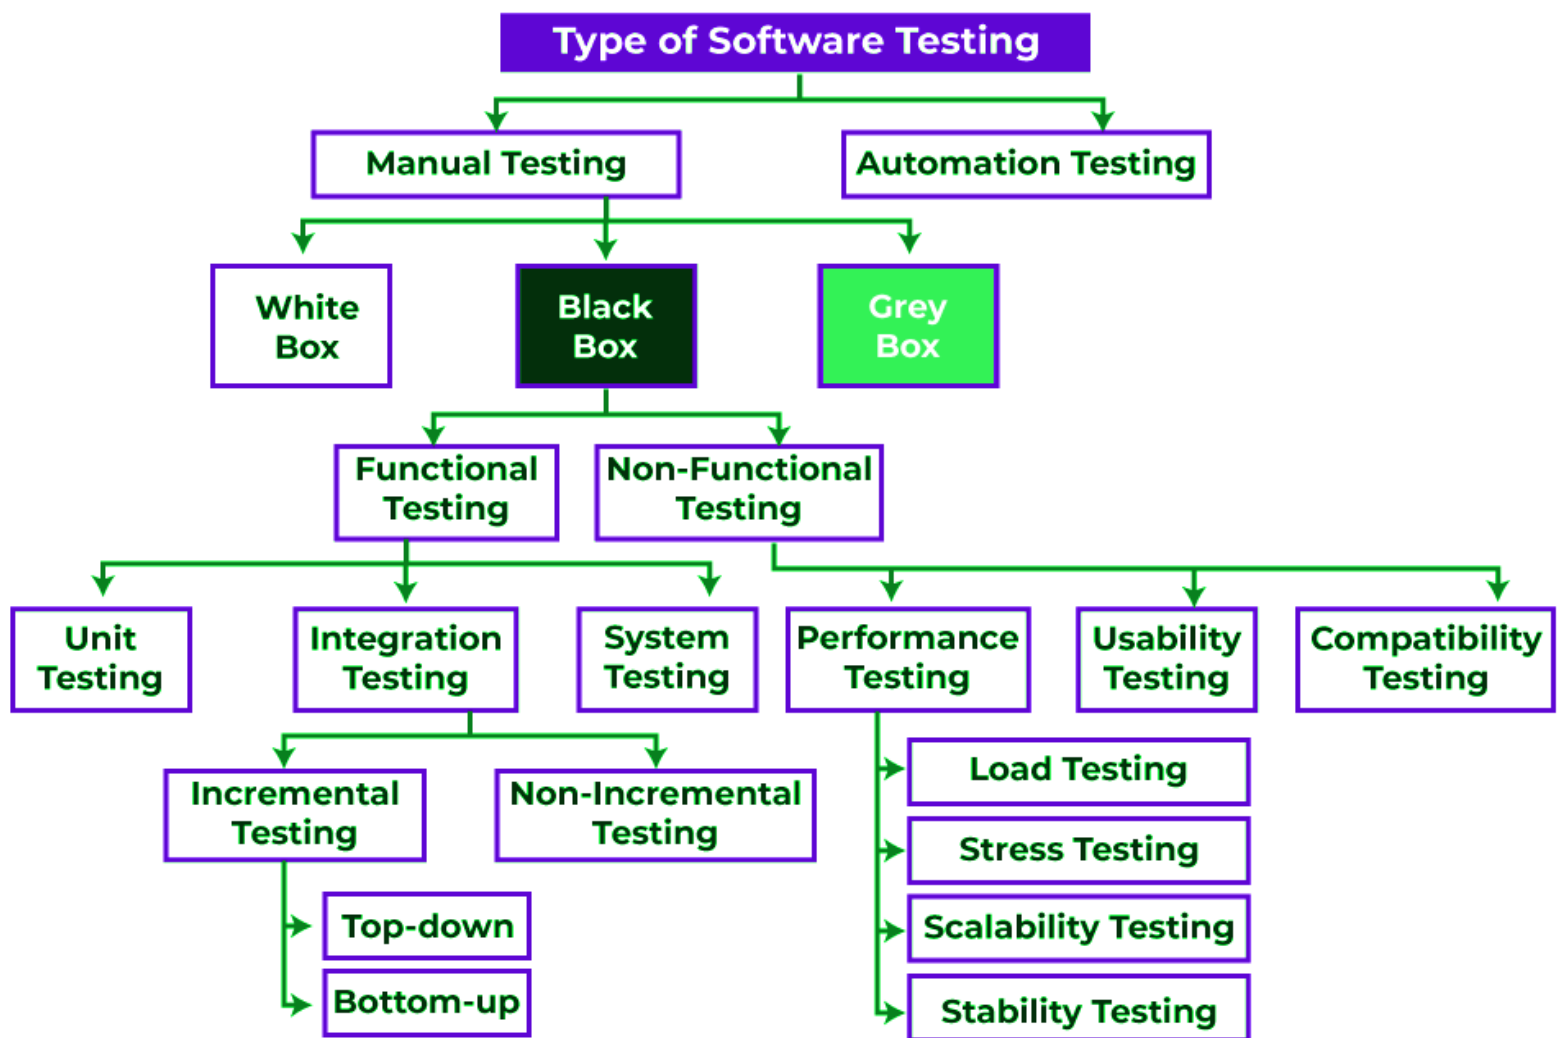 Type of Software Testing
Manual Testing
Automation Testing
White
Box
Black
Box
Grey
Box
Functional
Testing
Non-Functional
Testing
Unit
Testing
Integration
Testing
System
Testing
Performance
Testing
Usability
Testing
Compatibility
Testing
Incremental
Testing
Non-Incremental
Testing
Top-down
Bottom-up
Load Testing
Stress Testing
Scalability Testing
Stability Testing